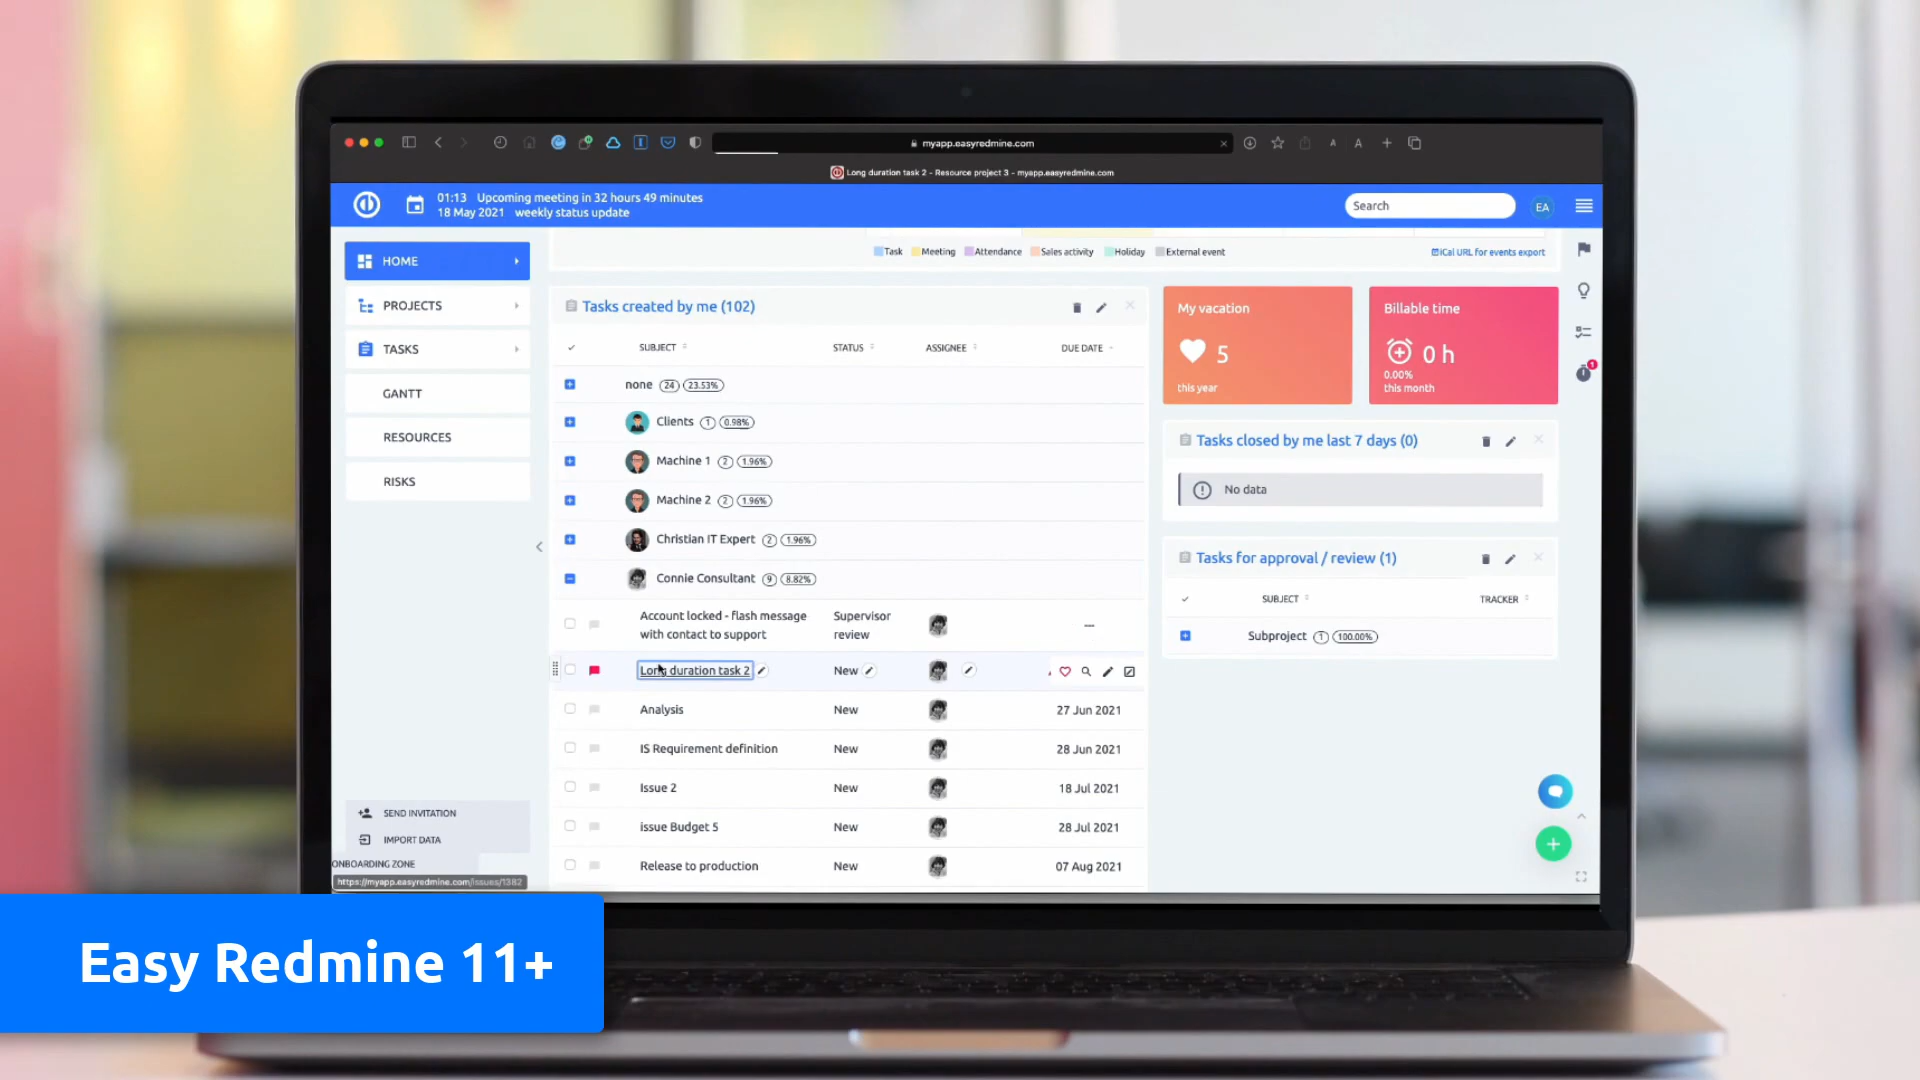 myapp.easyredmine.com
Long duration task 2 - Resource project 3 - myapp.easyredmine.com
01:13 Upcoming meeting in 32 hours 49 minutes
18 May 2021 weekly status update
Search
EA
HOME
PROJECTS
TASKS
GANTT
RESOURCES
RISKS
SEND INVITATION
IMPORT DATA
ONBOARDING ZONE
https://myapp.easyredmine.com/issues/1382
Task Meeting Attendance Sales activity Holiday External event
iCal URL for events export
Tasks created by me (102)
SUBJECT STATUS ASSIGNEE DUE DATE
none 24 23.53%
Clients 1 0.98%
Machine 1 2 1.96%
Machine 2 2 1.96%
Christian IT Expert 2 1.96%
Connie Consultant 9 8.82%
Account locked - flash message
with contact to support
Supervisor
review
---
Long duration task 2 New
Analysis New 27 Jun 2021
IS Requirement definition New 28 Jun 2021
Issue 2 New 18 Jul 2021
issue Budget 5 New 28 Jul 2021
Release to production New 07 Aug 2021
My vacation
5
this year
Billable time
0 h
0.00%
this month
1
Tasks closed by me last 7 days (0)
No data
Tasks for approval / review (1)
SUBJECT TRACKER
Subproject 1 100.00%
Easy Redmine 11+